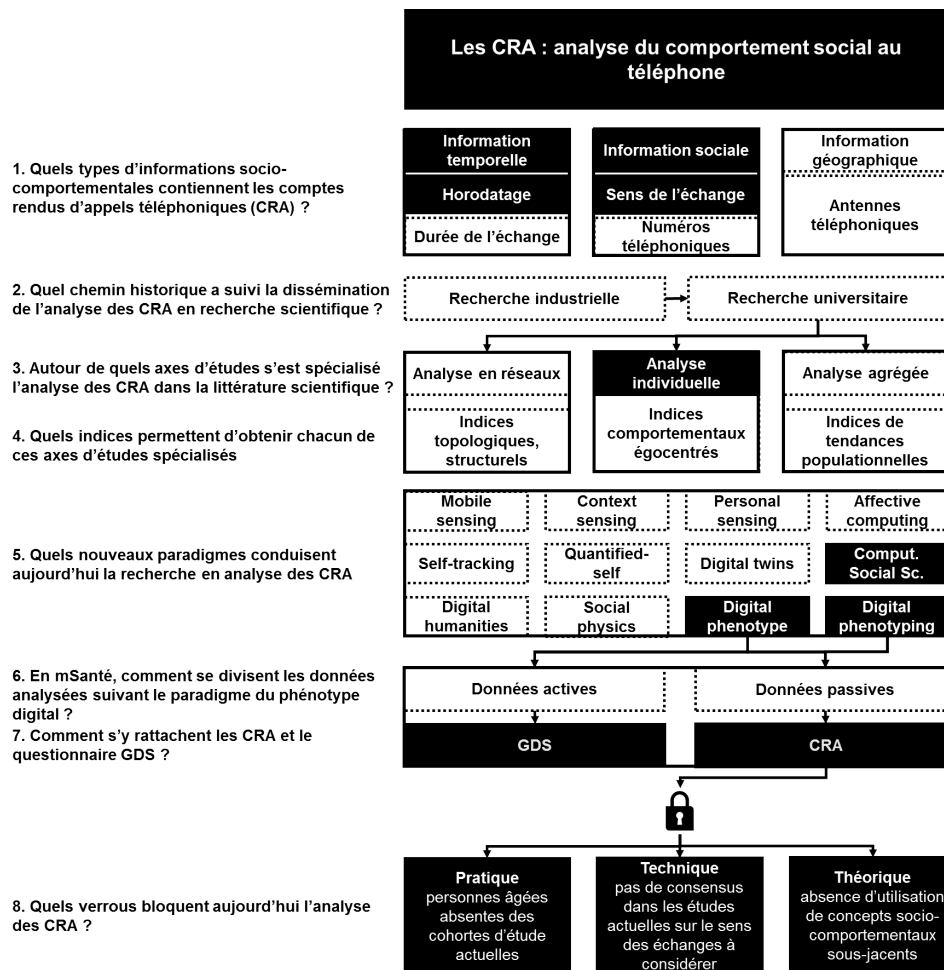 Les CRA : analyse du comportement social au
téléphone
1. Quels types d'informations socio-
comportementales contiennent les comptes
rendus d'appels téléphoniques (CRA) ?
Information
temporelle
Horodatage
Durée de l'échange
Information sociale
Sens de l'échange
Numéros
téléphoniques
Information
géographique
Antennes
téléphoniques
2. Quel chemin historique a suivi la dissémination
de l'analyse des CRA en recherche scientifique ?
Recherche industrielle
Recherche universitaire
3. Autour de quels axes d'études s'est spécialisé
l'analyse des CRA dans la littérature scientifique ?
Analyse en réseaux
Analyse
individuelle
Analyse agrégée
4. Quels indices permettent d'obtenir chacun de
ces axes d'études spécialisés
Indices
topologiques,
structurels
Indices
comportementaux
égocentrés
Indices de
tendances
populationnelles
5. Quels nouveaux paradigmes conduisent
aujourd'hui la recherche en analyse des CRA
Mobile
sensing
Context
sensing
Personal
sensing
Affective
computing
Self-tracking
Quantified-
self
Digital twins
Comput.
Social Sc.
Digital
humanities
Social
physics
Digital
phenotype
Digital
phenotyping
6. En mSanté, comment se divisent les données
analysées suivant le paradigme du phénotype
digital ?
Données actives
Données passives
7. Comment s'y rattachent les CRA et le
questionnaire GDS ?
GDS
CRA
8. Quels verrous bloquent aujourd'hui l'analyse
des CRA ?
Pratique
personnes âgées
absentes des
cohortes d'étude
actuelles
Technique
pas de consensus
dans les études
actuelles sur le sens
des échanges à
considérer
Théorique
absence d'utilisation
de concepts socio-
comportementaux
sous-jacents